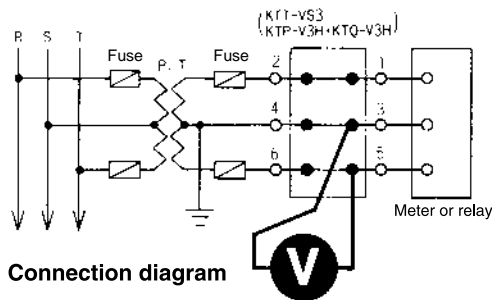 (KTT-VS3
KTP-V3H•KTQ-V3H)
R S T
Fuse
P.T
Fuse
2
1
4
3
6
5
Meter or relay
V
Connection diagram